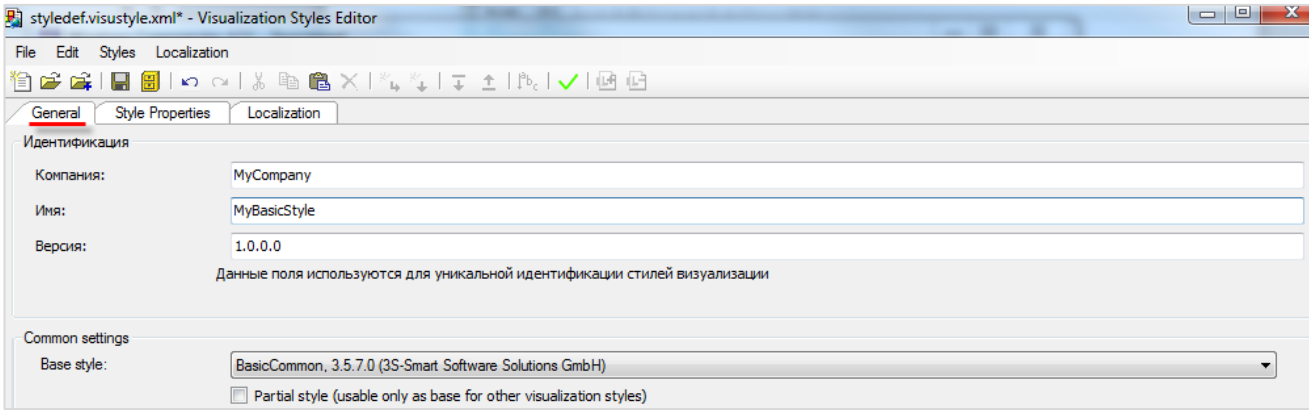 styledef.visustyle.xml* - Visualization Styles Editor
File Edit Styles Localization
General Style Properties Localization
Идентификация
Компания: MyCompany
Имя: MyBasicStyle
Версия: 1.0.0.0
Данные поля используются для уникальной идентификации стилей визуализации
Common settings
Base style: BasicCommon, 3.5.7.0 (3S-Smart Software Solutions GmbH)
Partial style (usable only as base for other visualization styles)